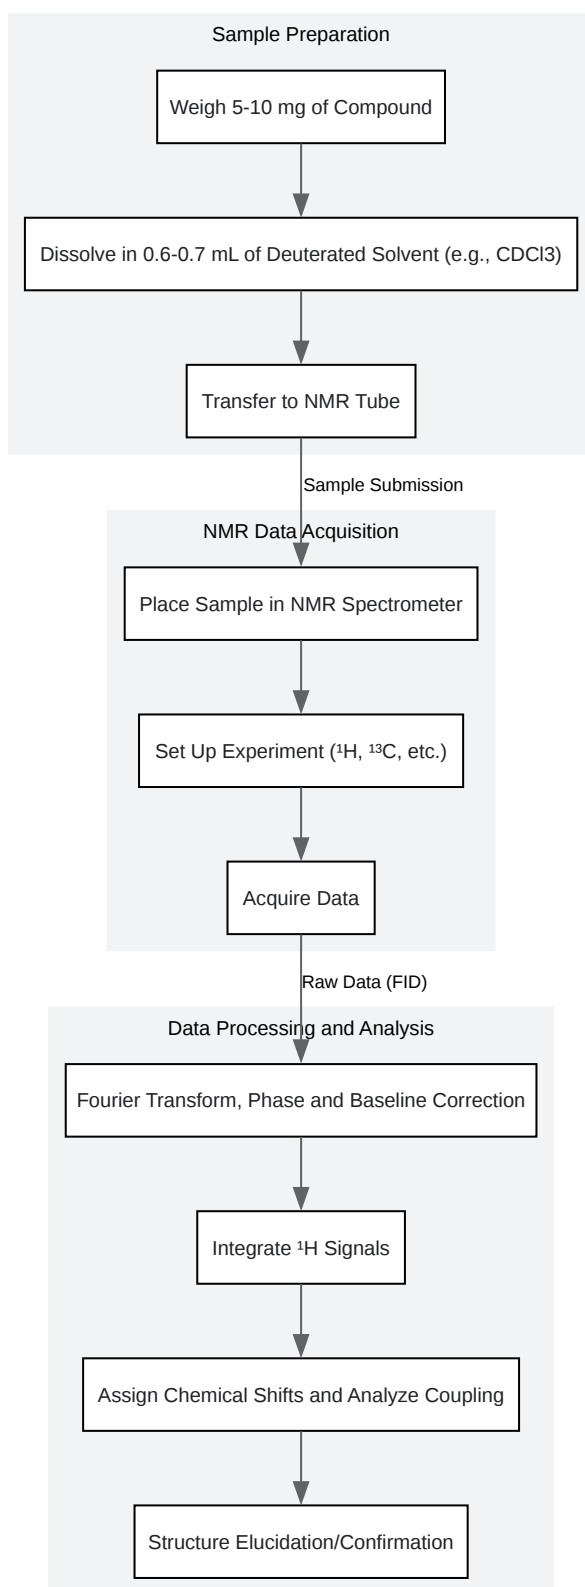 Sample Preparation
Weigh 5-10 mg of Compound
Dissolve in 0.6-0.7 mL of Deuterated Solvent (e.g., CDCl3)
Transfer to NMR Tube
Sample Submission
NMR Data Acquisition
Place Sample in NMR Spectrometer
Set Up Experiment (¹H, ¹³C, etc.)
Acquire Data
Raw Data (FID)
Data Processing and Analysis
Fourier Transform, Phase and Baseline Correction
Integrate ¹H Signals
Assign Chemical Shifts and Analyze Coupling
Structure Elucidation/Confirmation